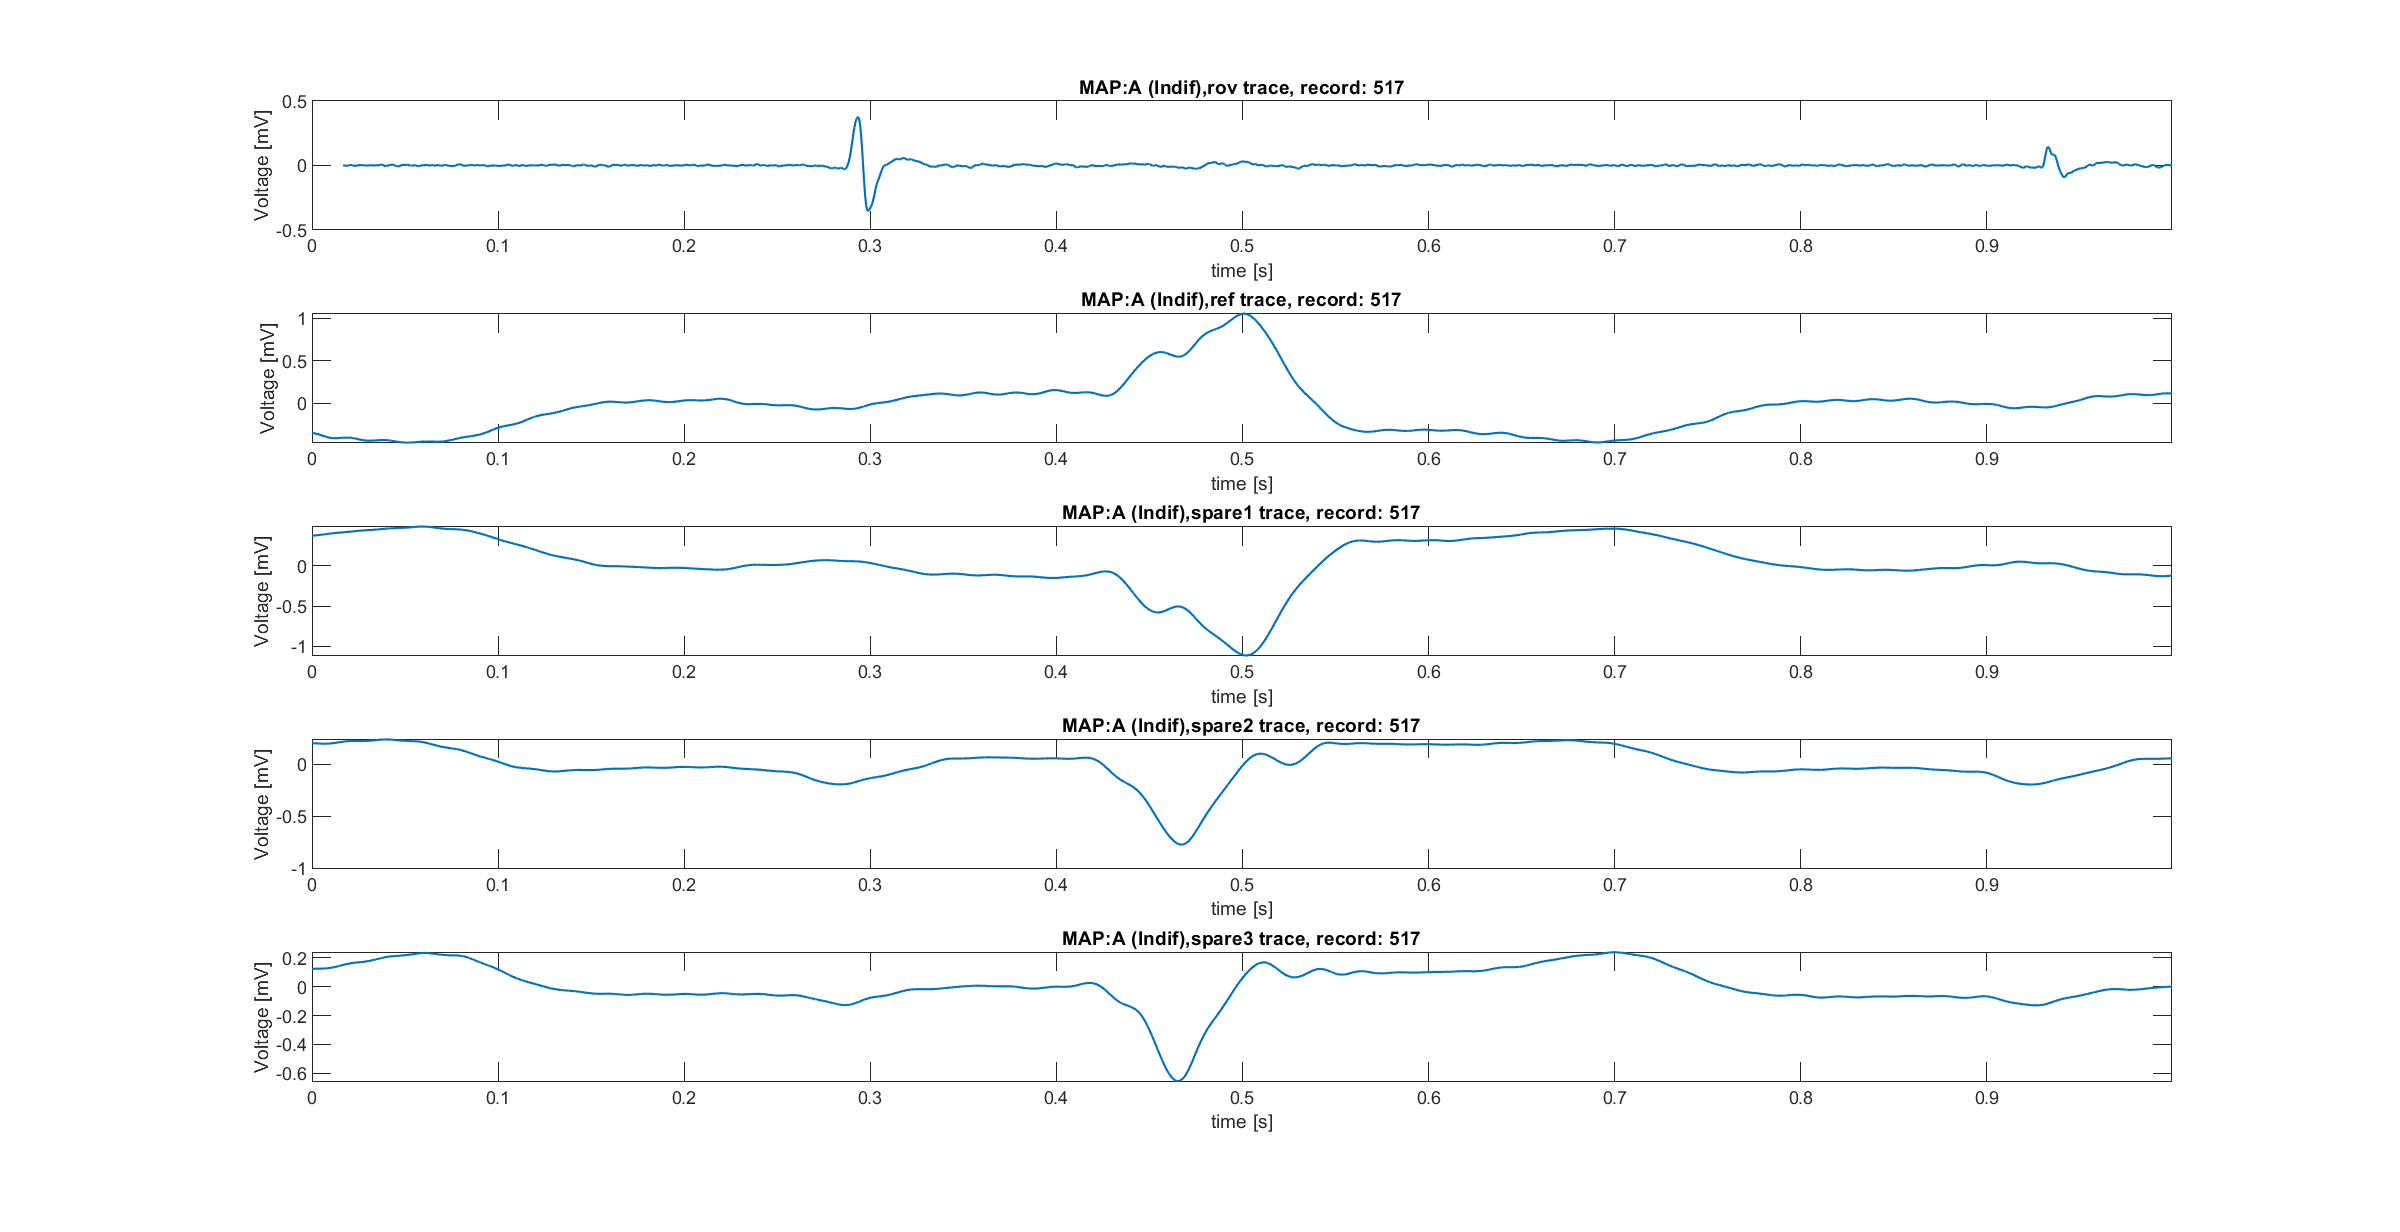 MAP:A (Indif),rov trace, record: 517
Voltage [mV]
0.5
0
-0.5
0 0.1 0.2 0.3 0.4 0.5 0.6 0.7 0.8 0.9
time [s]
MAP:A (Indif),ref trace, record: 517
Voltage [mV]
1
0.5
0
0 0.1 0.2 0.3 0.4 0.5 0.6 0.7 0.8 0.9
time [s]
MAP:A (Indif),spare1 trace, record: 517
Voltage [mV]
0
-0.5
-1
0 0.1 0.2 0.3 0.4 0.5 0.6 0.7 0.8 0.9
time [s]
MAP:A (Indif),spare2 trace, record: 517
Voltage [mV]
0
-0.5
-1
0 0.1 0.2 0.3 0.4 0.5 0.6 0.7 0.8 0.9
time [s]
MAP:A (Indif),spare3 trace, record: 517
Voltage [mV]
0.2
0
-0.2
-0.4
-0.6
0 0.1 0.2 0.3 0.4 0.5 0.6 0.7 0.8 0.9
time [s]